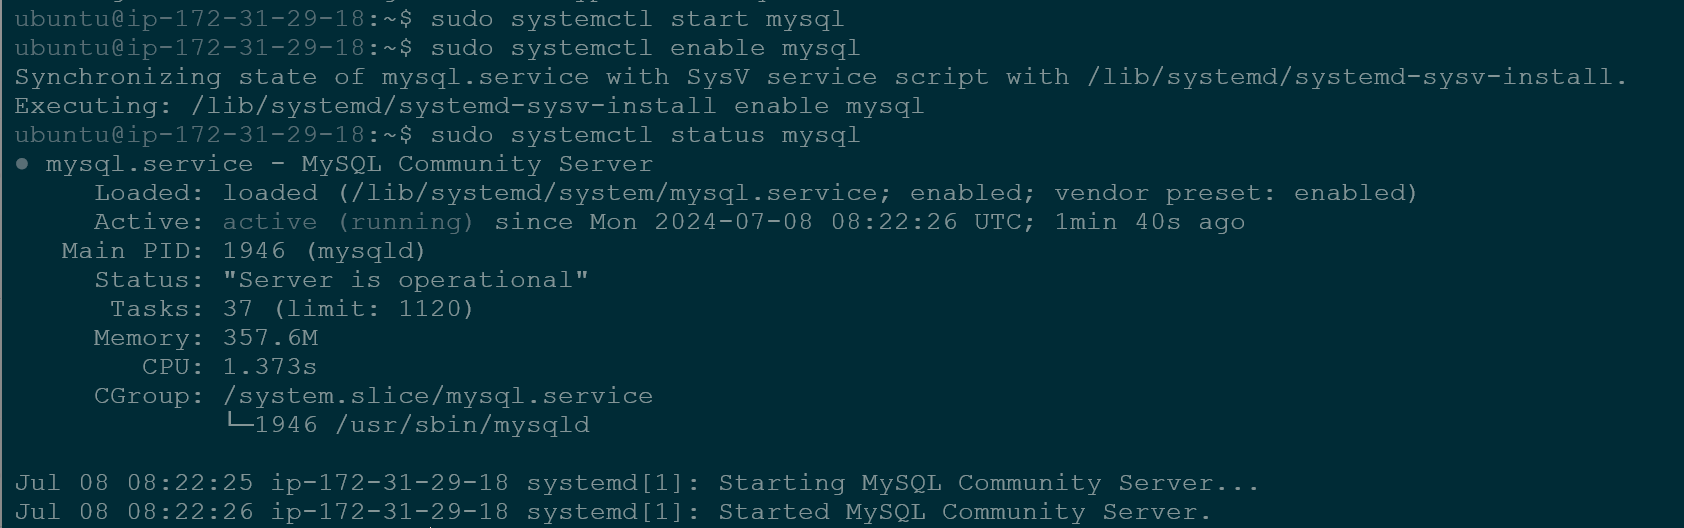 ubuntu@ip-172-31-29-18:~$ sudo systemctl start mysql
ubuntu@ip-172-31-29-18:~$ sudo systemctl enable mysql
Synchronizing state of mysql.service with SysV service script with /lib/systemd/systemd-sysv-install.
Executing: /lib/systemd/systemd-sysv-install enable mysql
ubuntu@ip-172-31-29-18:~$ sudo systemctl status mysql
● mysql.service - MySQL Community Server
     Loaded: loaded (/lib/systemd/system/mysql.service; enabled; vendor preset: enabled)
     Active: active (running) since Mon 2024-07-08 08:22:26 UTC; 1min 40s ago
   Main PID: 1946 (mysqld)
     Status: "Server is operational"
      Tasks: 37 (limit: 1120)
     Memory: 357.6M
        CPU: 1.373s
     CGroup: /system.slice/mysql.service
             └─1946 /usr/sbin/mysqld
Jul 08 08:22:25 ip-172-31-29-18 systemd[1]: Starting MySQL Community Server...
Jul 08 08:22:26 ip-172-31-29-18 systemd[1]: Started MySQL Community Server.